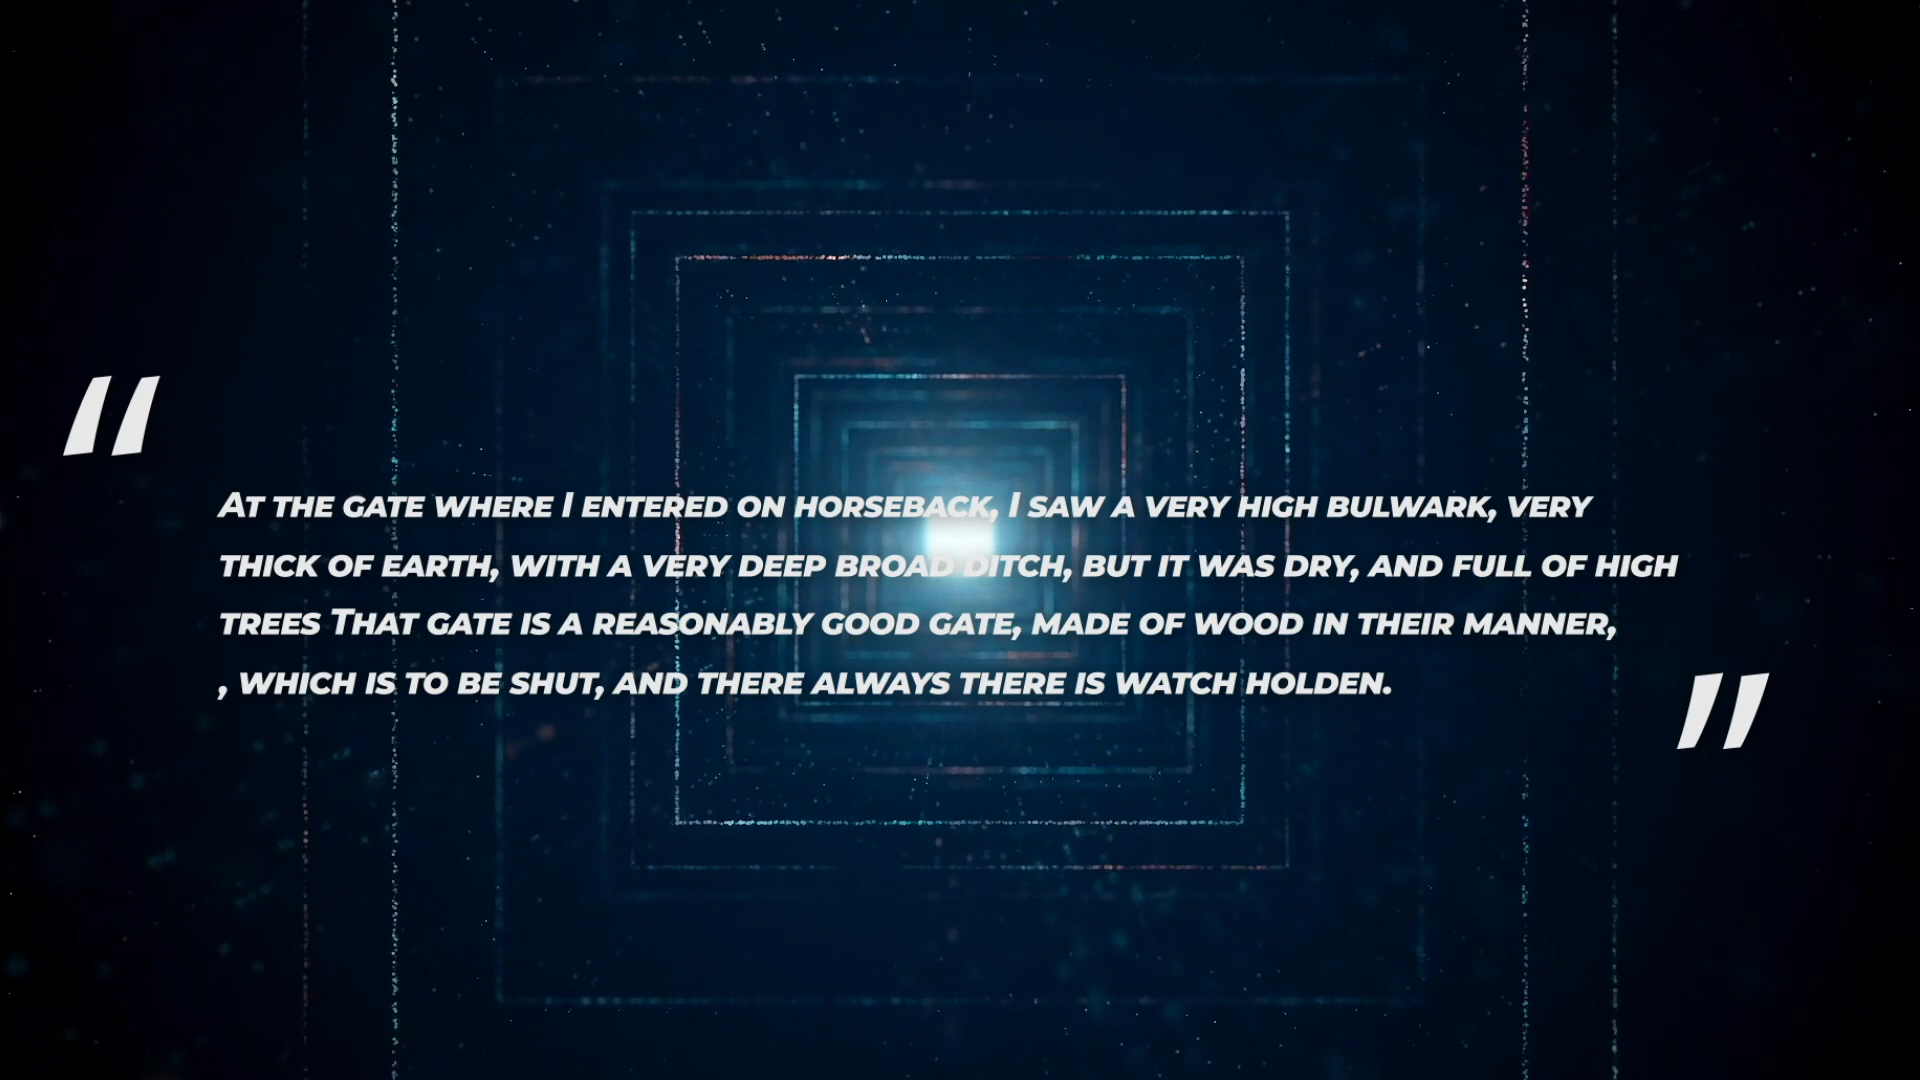 “
At the gate where I entered on horseback, I saw a very high bulwark, very
thick of earth, with a very deep broad ditch, but it was dry, and full of high
trees That gate is a reasonably good gate, made of wood in their manner,
, which is to be shut, and there always there is watch holden.
”